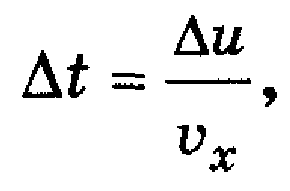 Δt = Δu / v_x,